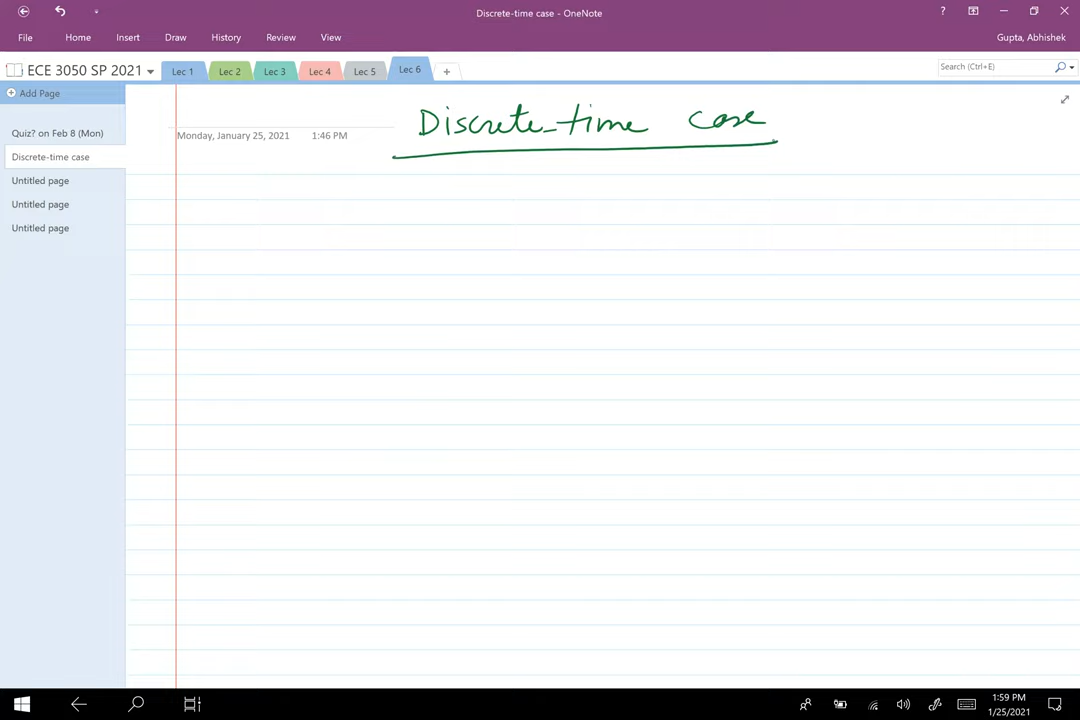 Discrete-time case - OneNote
File Home Insert Draw History Review View
Gupta, Abhishek
ECE 3050 SP 2021
Lec 1 Lec 2 Lec 3 Lec 4 Lec 5 Lec 6
Search (Ctrl+E)
Add Page
Quiz? on Feb 8 (Mon)
Discrete-time case
Untitled page
Untitled page
Untitled page
Discrete-time case
Monday, January 25, 2021 1:46 PM
1:59 PM
1/25/2021